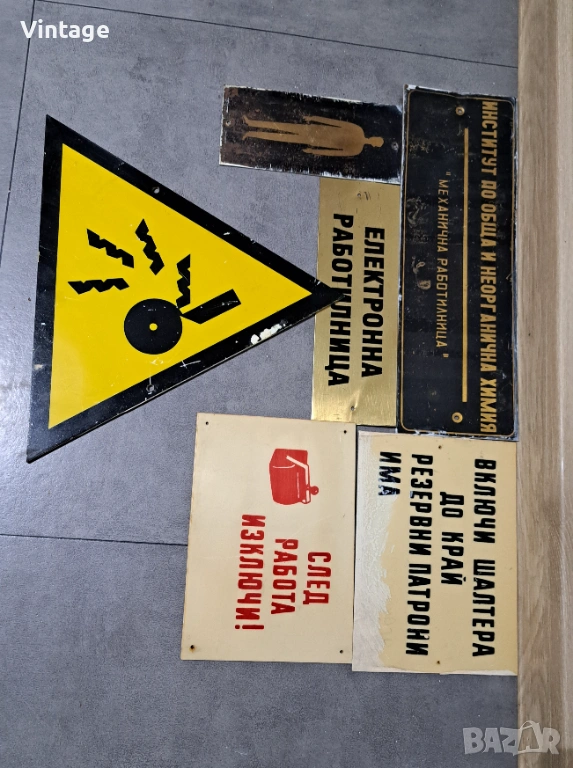 Vintage
ИНСТИТУТ ПО ОБЩА И НЕОРГАНИЧНА ХИМИЯ
"МЕХАНИЧНА РАБОТИЛНИЦА"
ЕЛЕКТРОННА
РАБОТИЛНИЦА
ВКЛЮЧИ ШАЛТЕРА
ДО КРАЙ
РЕЗЕРВНИ ПАТРОНИ
ИМА
СЛЕД
РАБОТА
ИЗКЛЮЧИ!
BAZAR